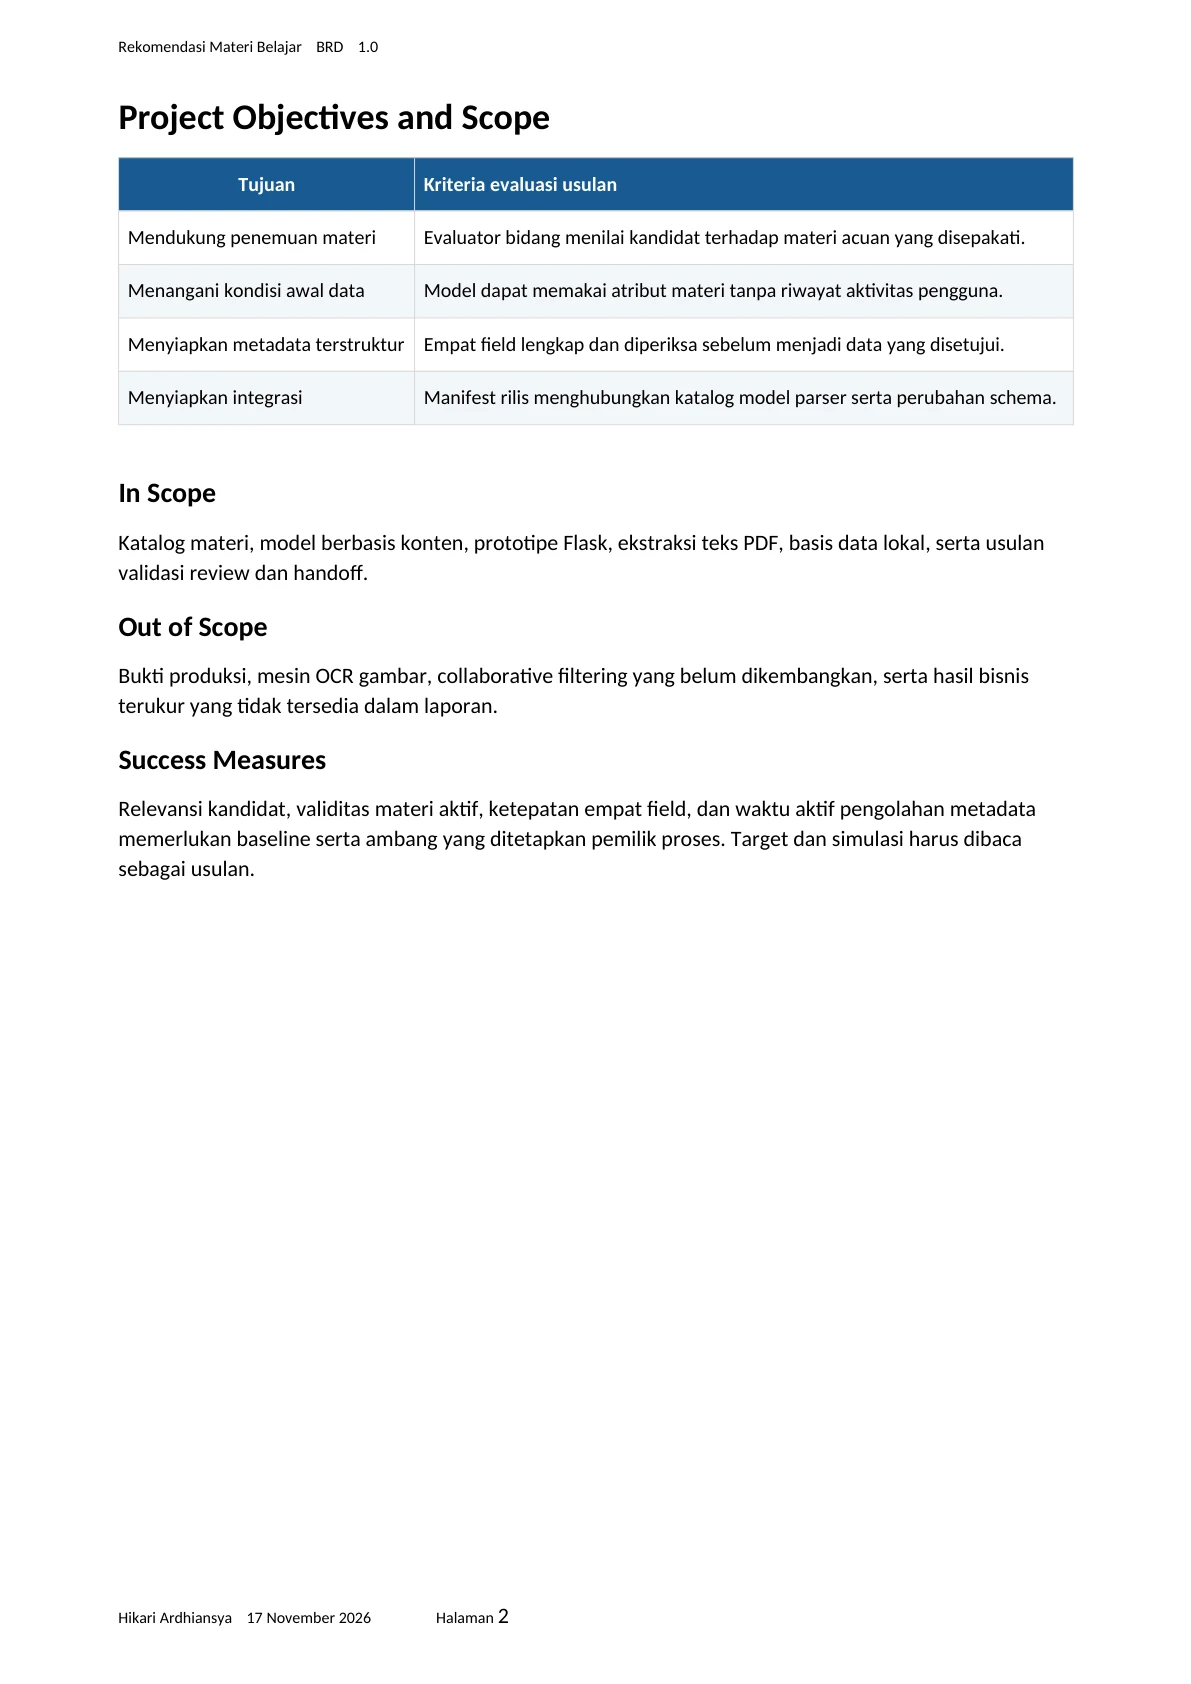 Rekomendasi Materi Belajar BRD 1.0
Project Objectives and Scope
Tujuan Kriteria evaluasi usulan
Mendukung penemuan materi Evaluator bidang menilai kandidat terhadap materi acuan yang disepakati.
Menangani kondisi awal data Model dapat memakai atribut materi tanpa riwayat aktivitas pengguna.
Menyiapkan metadata terstruktur Empat field lengkap dan diperiksa sebelum menjadi data yang disetujui.
Menyiapkan integrasi Manifest rilis menghubungkan katalog model parser serta perubahan schema.
In Scope
Katalog materi, model berbasis konten, prototipe Flask, ekstraksi teks PDF, basis data lokal, serta usulan
validasi review dan handoff.
Out of Scope
Bukti produksi, mesin OCR gambar, collaborative filtering yang belum dikembangkan, serta hasil bisnis
terukur yang tidak tersedia dalam laporan.
Success Measures
Relevansi kandidat, validitas materi aktif, ketepatan empat field, dan waktu aktif pengolahan metadata
memerlukan baseline serta ambang yang ditetapkan pemilik proses. Target dan simulasi harus dibaca
sebagai usulan.
Hikari Ardhiansya 17 November 2026 Halaman 2